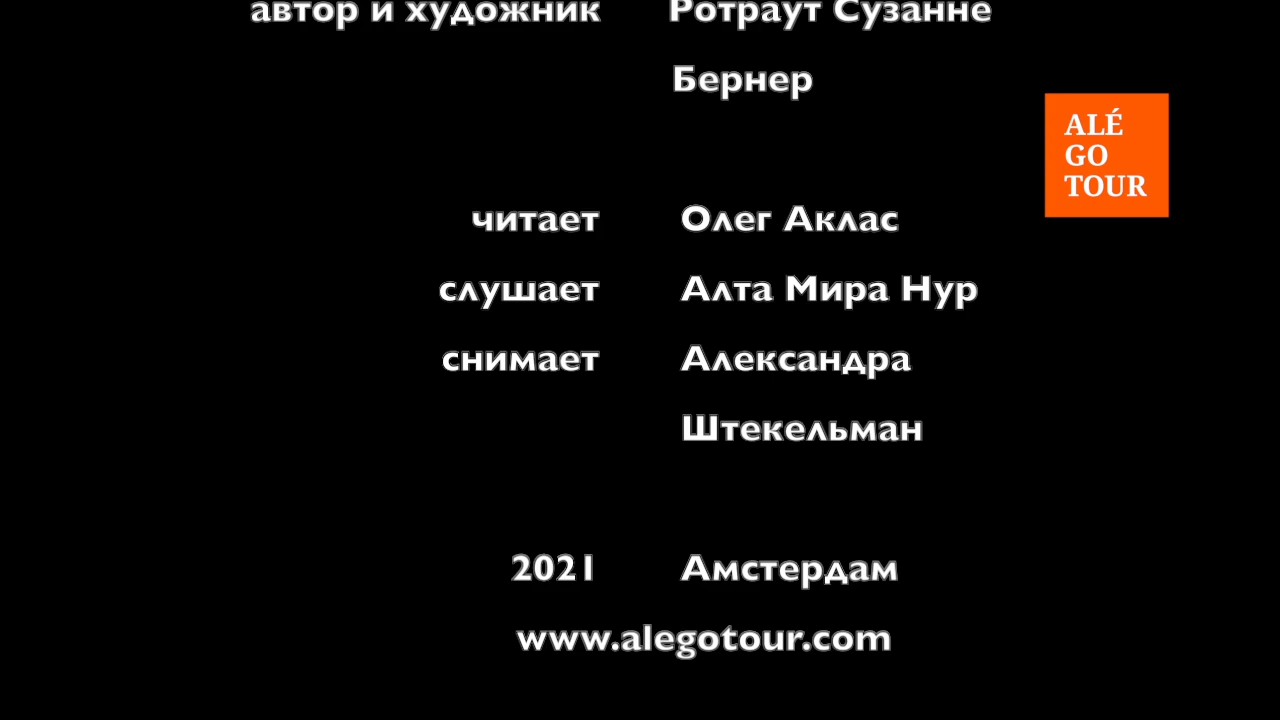 автор и художник Ротраут Сузанне
Бернер
ALÉ
GO
TOUR
читает Олег Аклас
слушает Алта Мира Нур
снимает Александра
Штекельман
2021 Амстердам
www.alegotour.com